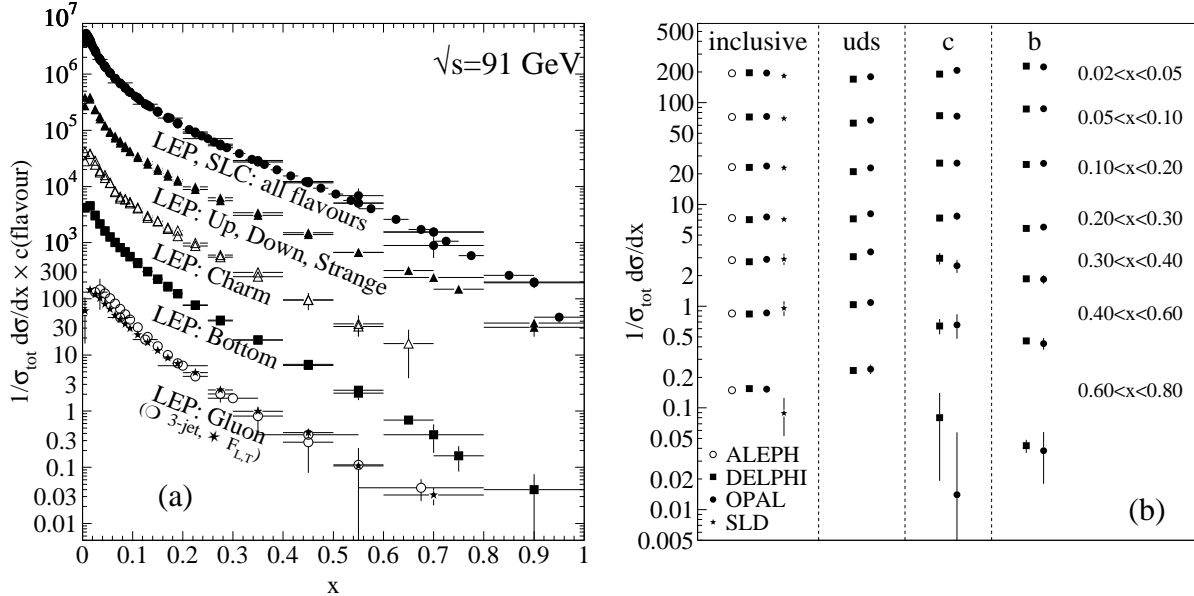 10^7
10^6
10^5
10^4
10^3
300
100
30
10
3
1
0.3
0.1
0.03
0.01
1/σ_tot dσ/dx × c(flavour)
√s=91 GeV
LEP, SLC: all flavours
LEP: Up, Down, Strange
LEP: Charm
LEP: Bottom
LEP: Gluon
(❍ 3-jet, ✶ F_L,T)
(a)
0 0.1 0.2 0.3 0.4 0.5 0.6 0.7 0.8 0.9 1
x
500
200
100
50
20
10
5
2
1
0.5
0.2
0.1
0.05
0.02
0.01
0.005
1/σ_tot dσ/dx
inclusive uds c b
0.02<x<0.05
0.05<x<0.10
0.10<x<0.20
0.20<x<0.30
0.30<x<0.40
0.40<x<0.60
0.60<x<0.80
○ ALEPH
■ DELPHI
● OPAL
★ SLD
(b)